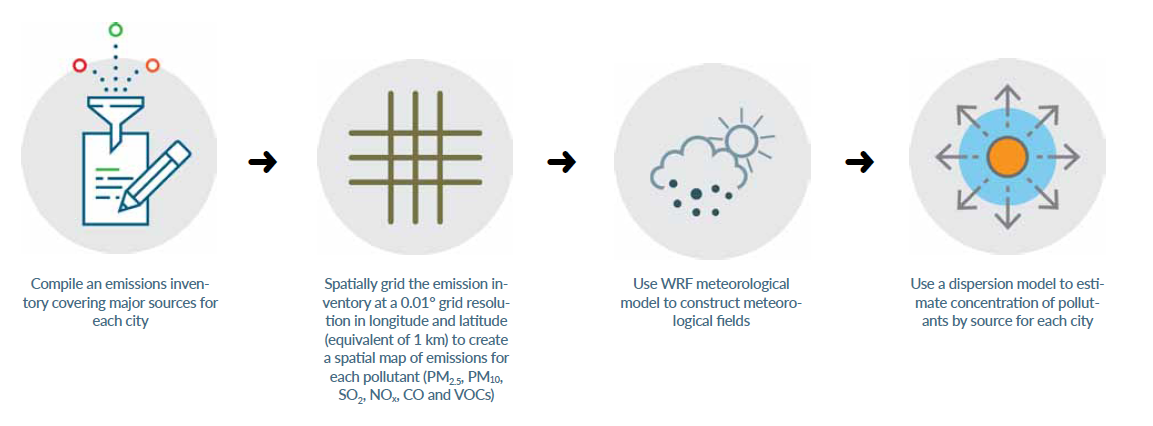 Compile an emissions inven-
tory covering major sources for
each city
Spatially grid the emission in-
ventory at a 0.01° grid resolu-
tion in longitude and latitude
(equivalent of 1 km) to create
a spatial map of emissions for
each pollutant (PM₂.₅, PM₁₀,
SO₂, NOₓ, CO and VOCs)
Use WRF meteorological
model to construct meteoro-
logical fields
Use a dispersion model to esti-
mate concentration of pollut-
ants by source for each city